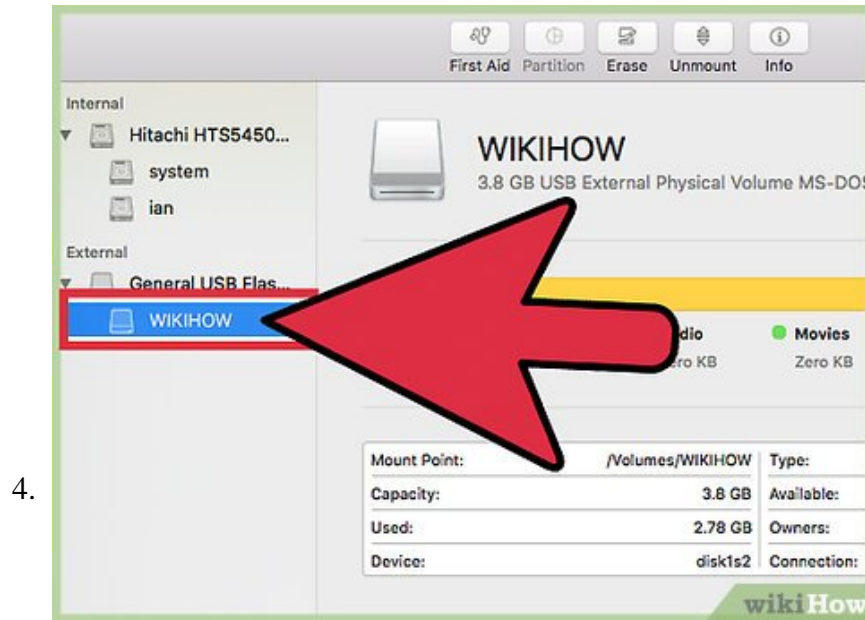 First Aid Partition Erase Unmount Info
Internal
Hitachi HTS5450...
system
ian
WIKIHOW
3.8 GB USB External Physical Volume MS-DOS
External
General USB Flas...
WIKIHOW
dio
Movies
ero KB
Zero KB
Mount Point: /Volumes/WIKIHOW Type:
Capacity: 3.8 GB Available:
Used: 2.78 GB Owners:
Device: disk1s2 Connection:
4.
wikiHow